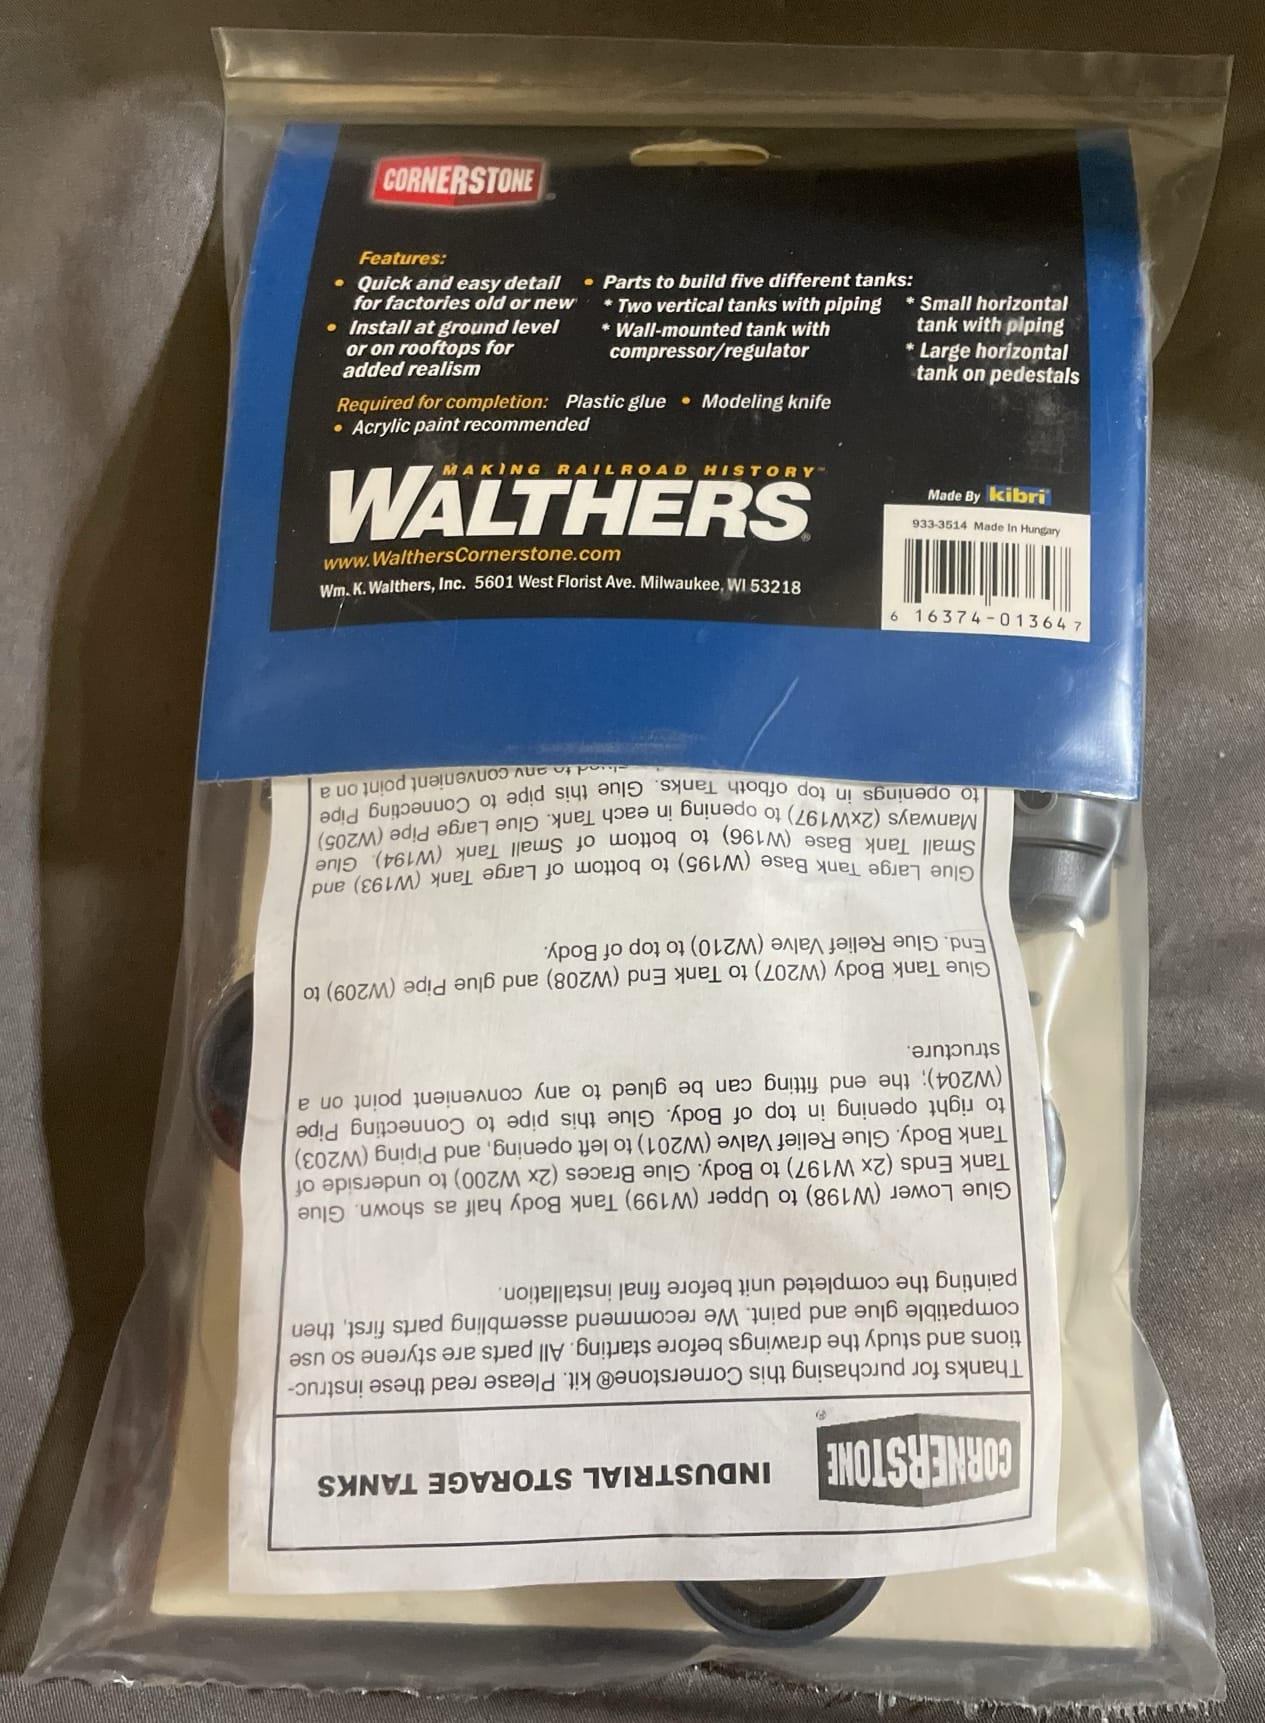 CORNERSTONE
Features:
• Quick and easy detail
for factories old or new
• Install at ground level
or on rooftops for
added realism
• Parts to build five different tanks:
* Two vertical tanks with piping
* Wall-mounted tank with
compressor/regulator
* Small horizontal
tank with piping
* Large horizontal
tank on pedestals
Required for completion: Plastic glue • Modeling knife
• Acrylic paint recommended
MAKING RAILROAD HISTORY™
WALTHERS®
www.WalthersCornerstone.com
Wm. K. Walthers, Inc. 5601 West Florist Ave. Milwaukee, WI 53218
Made By kibri
933-3514 Made In Hungary
6 16374-01364 7
CORNERSTONE®
INDUSTRIAL STORAGE TANKS
Thanks for purchasing this Cornerstone® kit. Please read these instruc-
tions and study the drawings before starting. All parts are styrene so use
compatible glue and paint. We recommend assembling parts first, then
painting the completed unit before final installation.
Glue Lower (W198) to Upper (W199) Tank Body half as shown. Glue
Tank Ends (2x W197) to Body. Glue Braces (2x W200) to underside of
Tank Body. Glue Relief Valve (W201) to left opening, and Piping (W203)
to right opening in top of Body. Glue this pipe to Connecting Pipe
(W204); the end fitting can be glued to any convenient point on a
structure.
Glue Tank Body (W207) to Tank End (W208) and glue Pipe (W209) to
End. Glue Relief Valve (W210) to top of Body.
Glue Large Tank Base (W195) to bottom of Large Tank (W193) and
Small Tank Base (W196) to bottom of Small Tank (W194). Glue
Manways (2xW197) to opening in each Tank. Glue Large Pipe (W205)
to openings in top ofboth Tanks. Glue this pipe to Connecting Pipe
to any convenient point on a